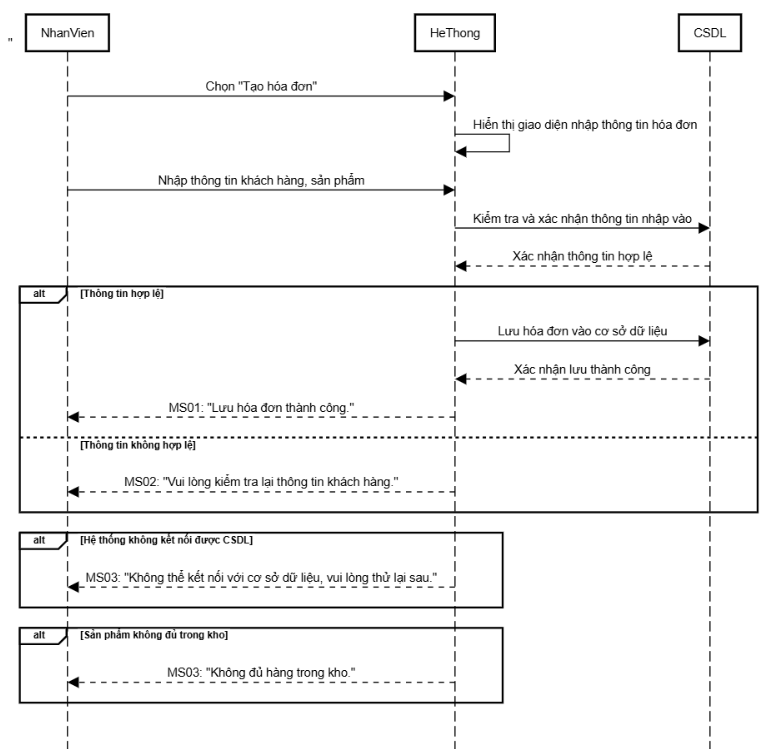 "
NhanVien
HeThong
CSDL
Chọn "Tạo hóa đơn"
Hiển thị giao diện nhập thông tin hóa đơn
Nhập thông tin khách hàng, sản phẩm
Kiểm tra và xác nhận thông tin nhập vào
Xác nhận thông tin hợp lệ
alt [Thông tin hợp lệ]
Lưu hóa đơn vào cơ sở dữ liệu
Xác nhận lưu thành công
MS01: "Lưu hóa đơn thành công."
[Thông tin không hợp lệ]
MS02: "Vui lòng kiểm tra lại thông tin khách hàng."
alt [Hệ thống không kết nối được CSDL]
MS03: "Không thể kết nối với cơ sở dữ liệu, vui lòng thử lại sau."
alt [Sản phẩm không đủ trong kho]
MS03: "Không đủ hàng trong kho."